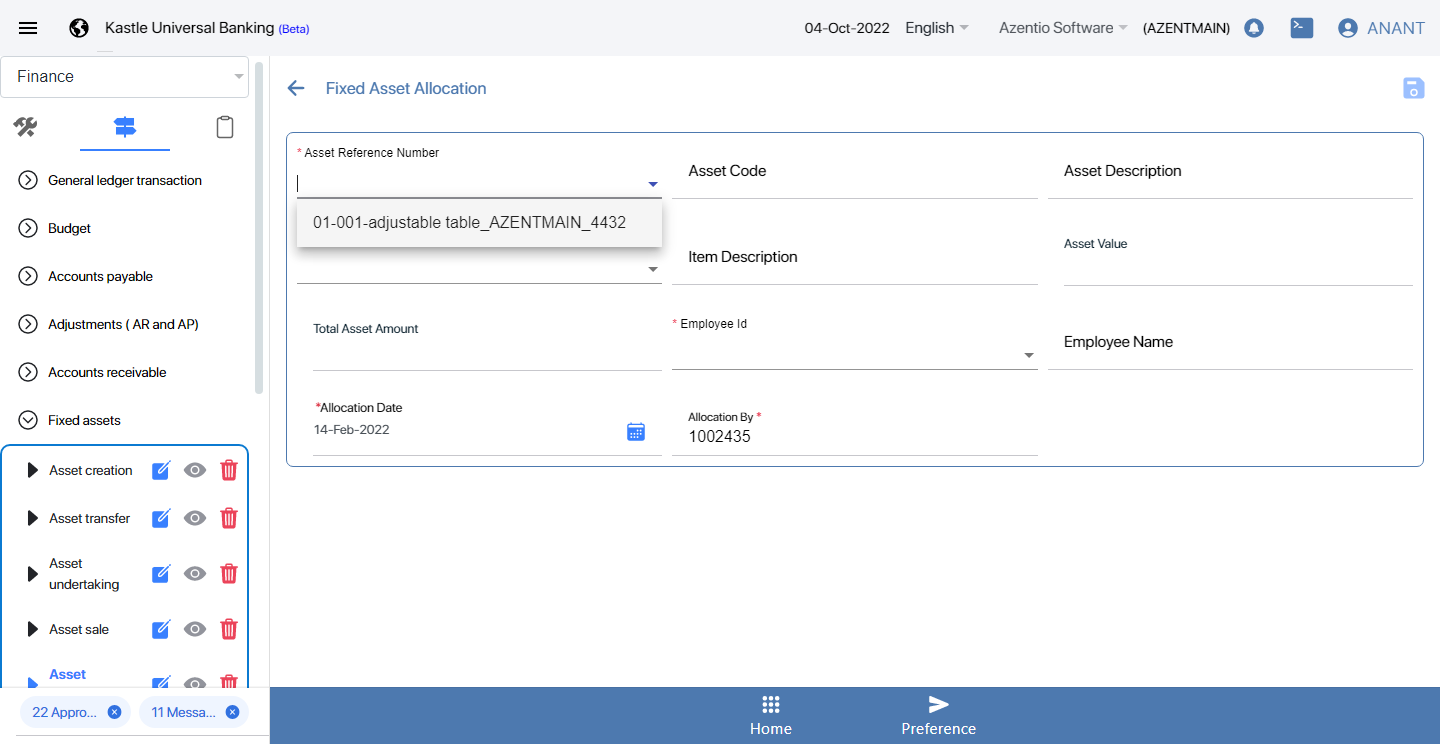 Kastle Universal Banking (Beta)
04-Oct-2022
English
Azentio Software
(AZENTMAIN)
ANANT
Finance
General ledger transaction
Budget
Accounts payable
Adjustments ( AR and AP)
Accounts receivable
Fixed assets
Asset creation
Asset transfer
Asset
undertaking
Asset sale
Asset
22 Appro...
11 Messa...
Fixed Asset Allocation
* Asset Reference Number
01-001-adjustable table_AZENTMAIN_4432
Asset Code
Asset Description
Item Description
Asset Value
Total Asset Amount
* Employee Id
Employee Name
*Allocation Date
14-Feb-2022
Allocation By *
1002435
Home
Preference